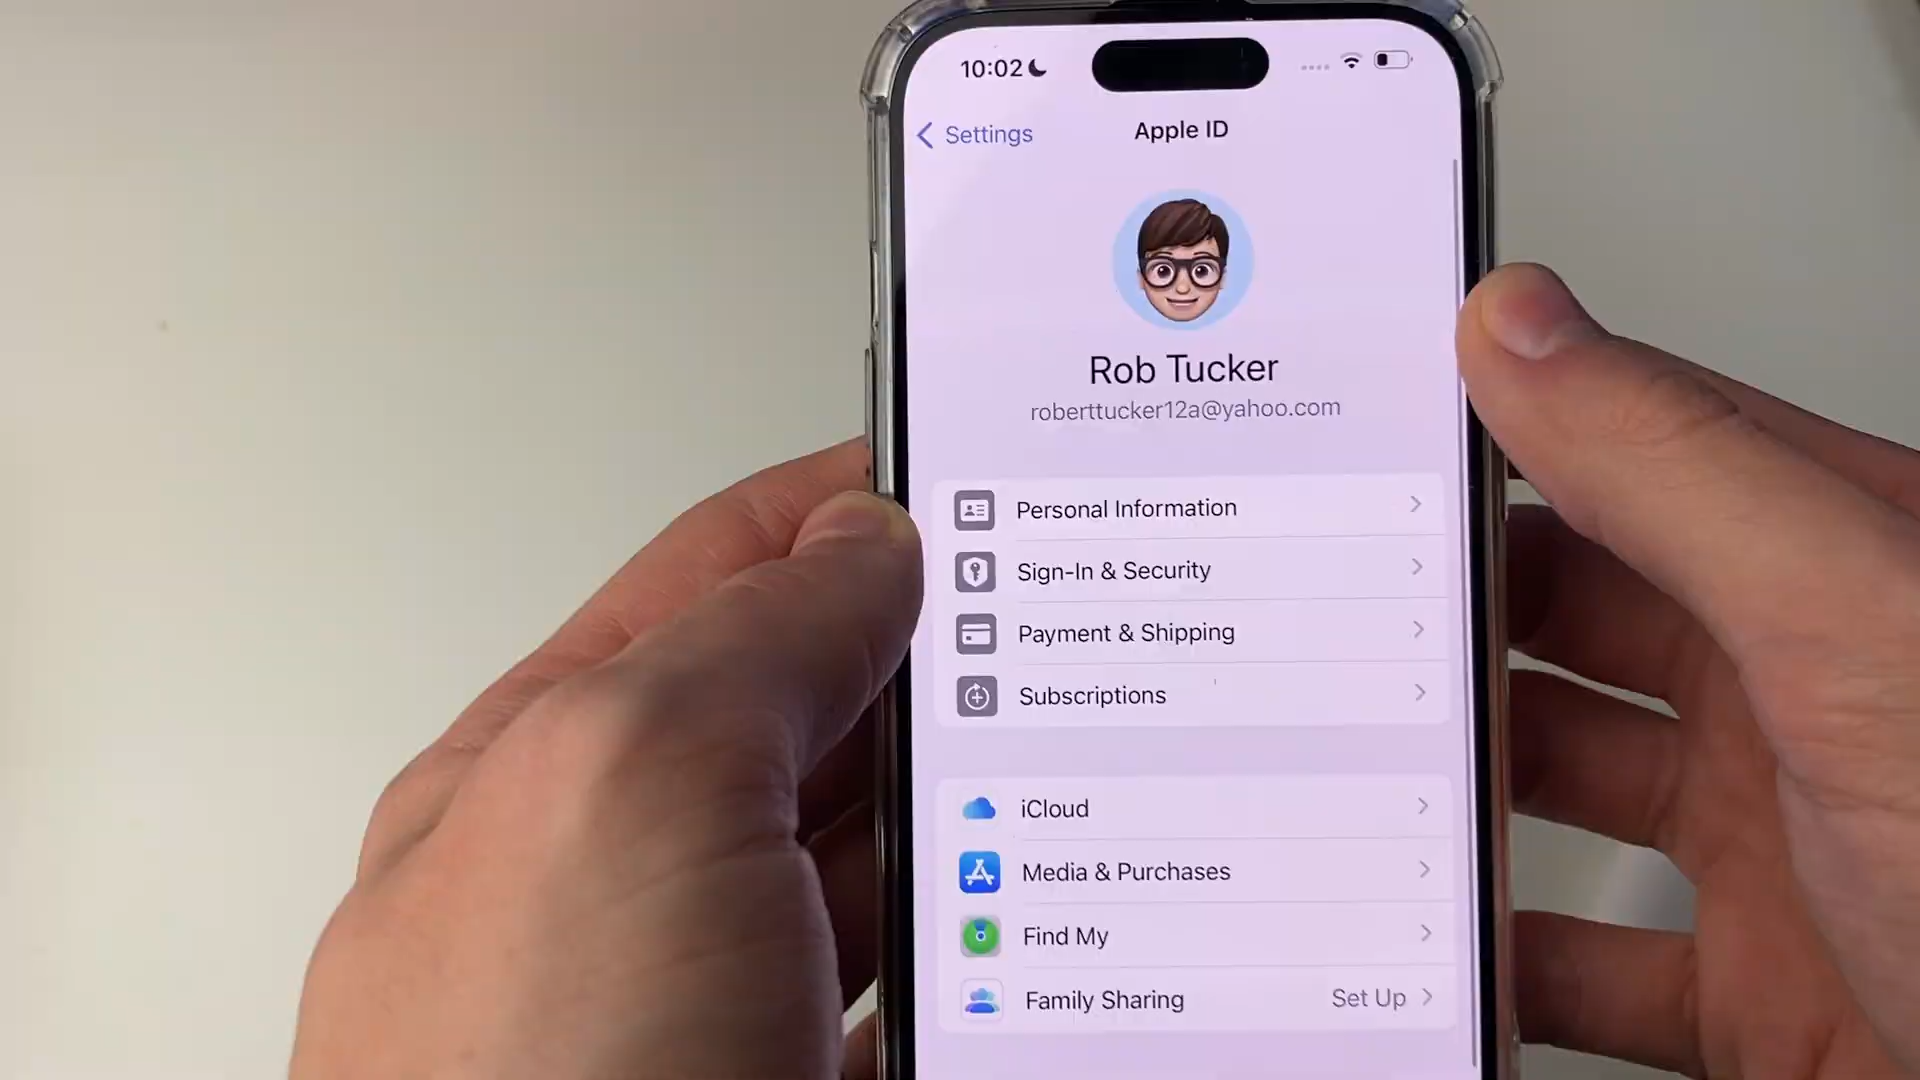 10:02
Settings
Apple ID
Rob Tucker
roberttucker12a@yahoo.com
Personal Information
Sign-In & Security
Payment & Shipping
Subscriptions
iCloud
Media & Purchases
Find My
Family Sharing Set Up